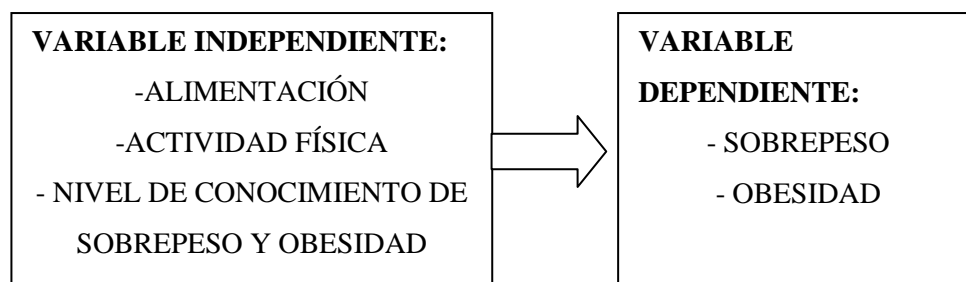 VARIABLE INDEPENDIENTE:
-ALIMENTACIÓN
-ACTIVIDAD FÍSICA
- NIVEL DE CONOCIMIENTO DE
SOBREPESO Y OBESIDAD
VARIABLE
DEPENDIENTE:
- SOBREPESO
- OBESIDAD